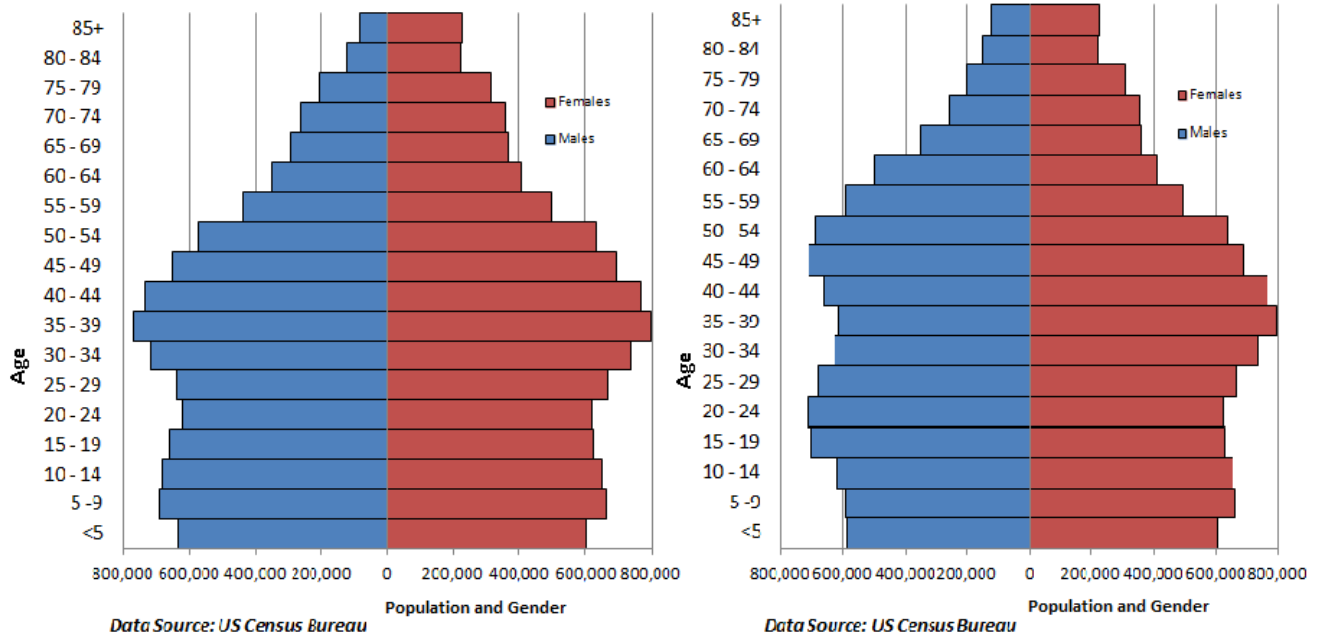 85+
80 - 84
75 - 79
70 - 74
65 - 69
60 - 64
55 - 59
50 - 54
45 - 49
40 - 44
35 - 39
30 - 34
25 - 29
20 - 24
15 - 19
10 - 14
5 -9
<5
Age
Females
Males
800,000 600,000 400,000 200,000 0 200,000 400,000 600,000 800,000
Population and Gender
Data Source: US Census Bureau
85+
80 - 84
75 - 79
70 - 74
65 - 69
60 - 64
55 - 59
50 54
45 - 49
40 - 44
35 - 39
30 - 34
25 - 29
20 - 24
15 - 19
10 - 14
5 -9
<5
Age
Females
Males
800,000 600,000 400,000 200,000 0 200,000 400,000 600,000 800,000
Population and Gender
Data Source: US Census Bureau